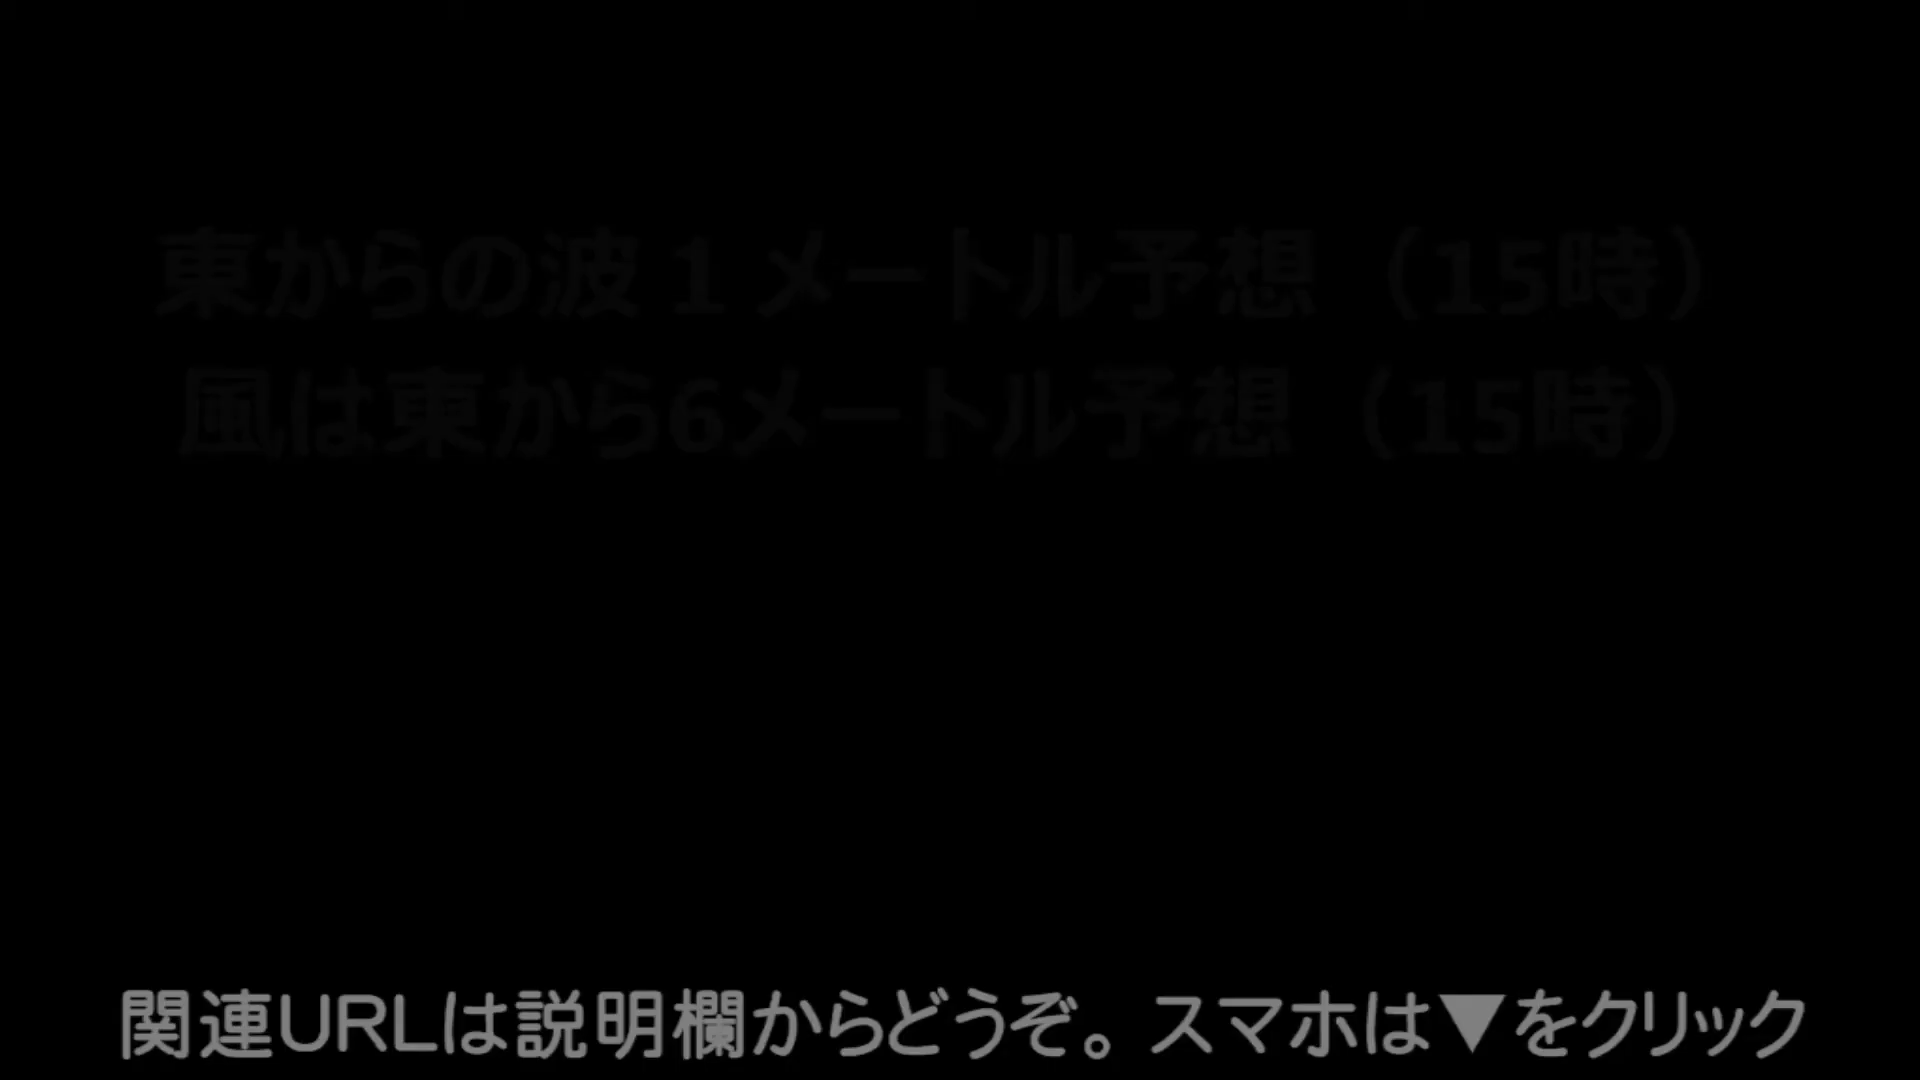 東からの波１メートル予想（15時）
風は東から6メートル予想（15時）
関連URLは説明欄からどうぞ。スマホは▼をクリック